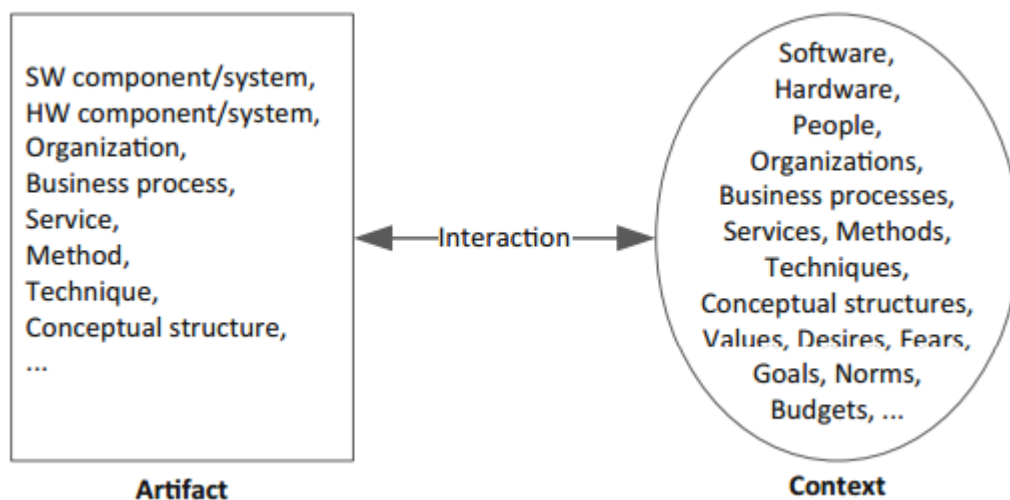 SW component/system,
HW component/system,
Organization,
Business process,
Service,
Method,
Technique,
Conceptual structure,
...
Artifact
Interaction
Software,
Hardware,
People,
Organizations,
Business processes,
Services, Methods,
Techniques,
Conceptual structures,
Values, Desires, Fears,
Goals, Norms,
Budgets, ...
Context